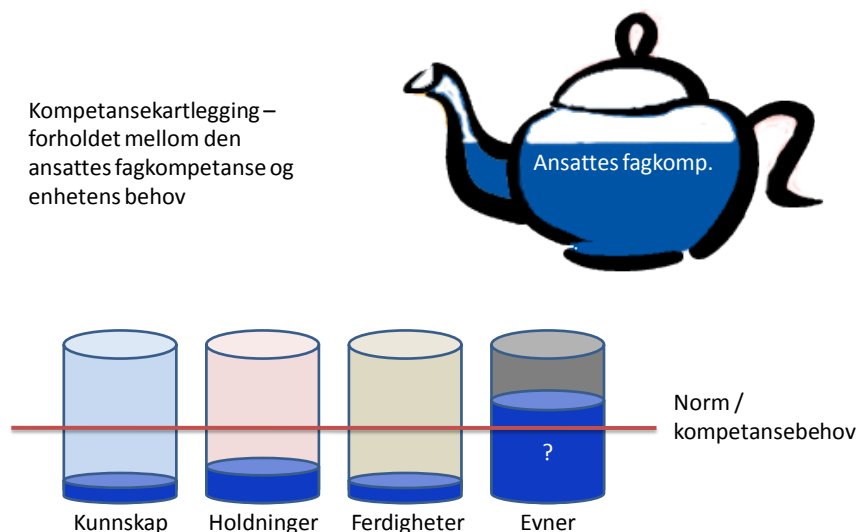 Kompetansekartlegging –
forholdet mellom den
ansattes fagkompetanse og
enhetens behov
Ansattes fagkomp.
Norm /
kompetansebehov
?
Kunnskap
Holdninger
Ferdigheter
Evner